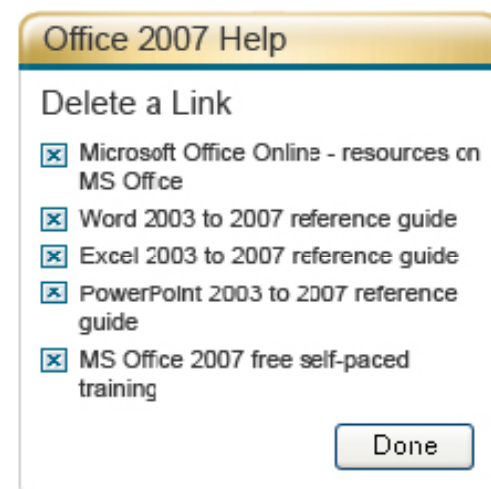 Office 2007 Help
Delete a Link
Microsoft Office Online - resources on
MS Office
Word 2003 to 2007 reference guide
Excel 2003 to 2007 reference guide
PowerPoint 2003 to 2007 reference
guide
MS Office 2007 free self-paced
training
Done